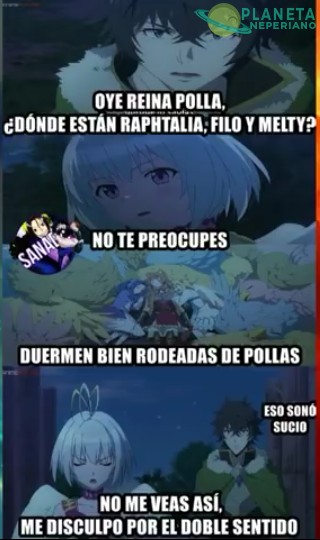 PLANETA
NEPERIANO
OYE REINA POLLA,
¿DÓNDE ESTÁN RAPHTALIA, FILO Y MELTY?
SANAI
NO TE PREOCUPES
DUERMEN BIEN RODEADAS DE POLLAS
ESO SONÓ
SUCIO
NO ME VEAS ASÍ,
ME DISCULPO POR EL DOBLE SENTIDO